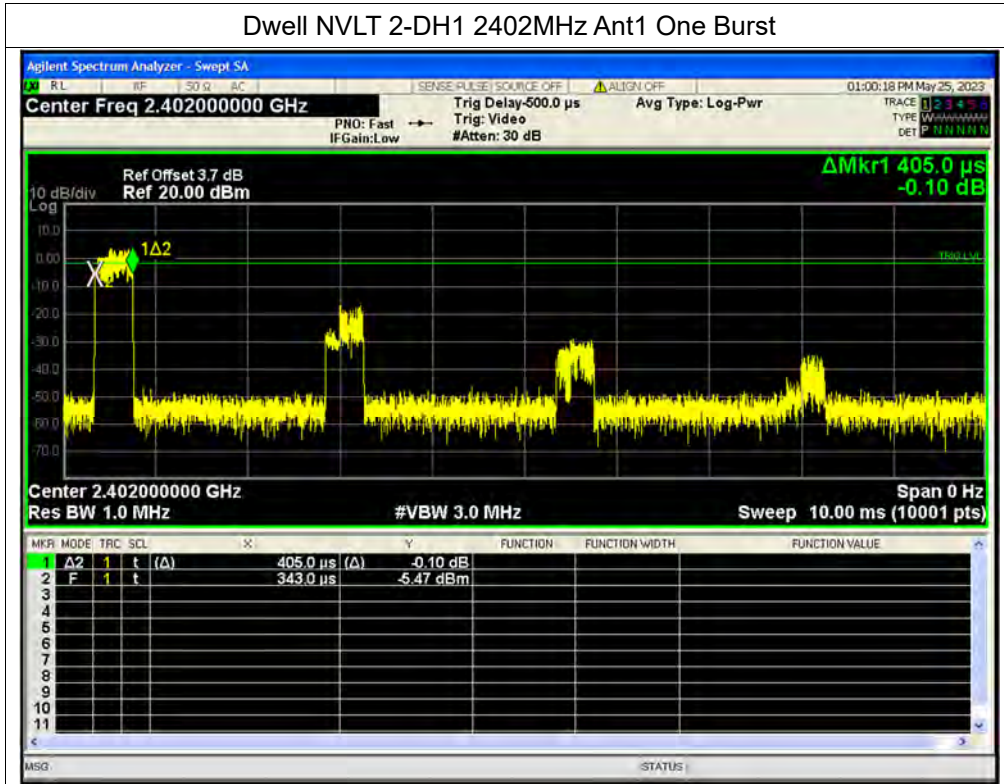 Dwell NVLT 2-DH1 2402MHz Ant1 One Burst
Agilent Spectrum Analyzer - Swept SA
LXI RL RF 50 Ω AC SENSE:PULSE SOURCE OFF ALIGN OFF 01:00:18 PM May 25, 2023
Center Freq 2.402000000 GHz Trig Delay-500.0 µs Avg Type: Log-Pwr TRACE 1 2 3 4 5 6
PNO: Fast Trig: Video TYPE W
IFGain:Low #Atten: 30 dB DET P N N N N N
ΔMkr1 405.0 µs
Ref Offset 3.7 dB
-0.10 dB
10 dB/div Ref 20.00 dBm
Log
10.0
1Δ2
0.00
TRIG LVL
2
-10.0
-20.0
-30.0
-40.0
-50.0
-60.0
-70.0
Center 2.402000000 GHz Span 0 Hz
Res BW 1.0 MHz #VBW 3.0 MHz Sweep 10.00 ms (10001 pts)
MKR MODE TRC SCL X Y FUNCTION FUNCTION WIDTH FUNCTION VALUE
1 Δ2 1 t (Δ) 405.0 µs (Δ) -0.10 dB
2 F 1 t 343.0 µs -5.47 dBm
3
4
5
6
7
8
9
10
11
MSG STATUS